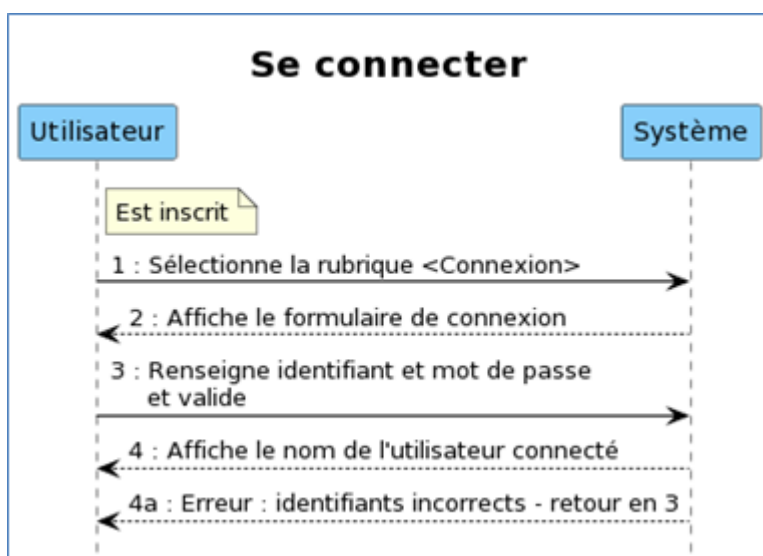 Se connecter
Utilisateur
Système
Est inscrit
1 : Sélectionne la rubrique <Connexion>
2 : Affiche le formulaire de connexion
3 : Renseigne identifiant et mot de passe
et valide
4 : Affiche le nom de l'utilisateur connecté
4a : Erreur : identifiants incorrects - retour en 3